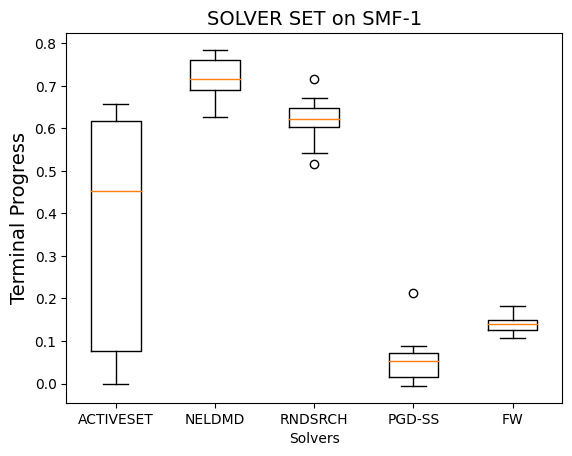 SOLVER SET on SMF-1
Terminal Progress
0.8
0.7
0.6
0.5
0.4
0.3
0.2
0.1
0.0
ACTIVESET NELDMD RNDSRCH PGD-SS FW
Solvers